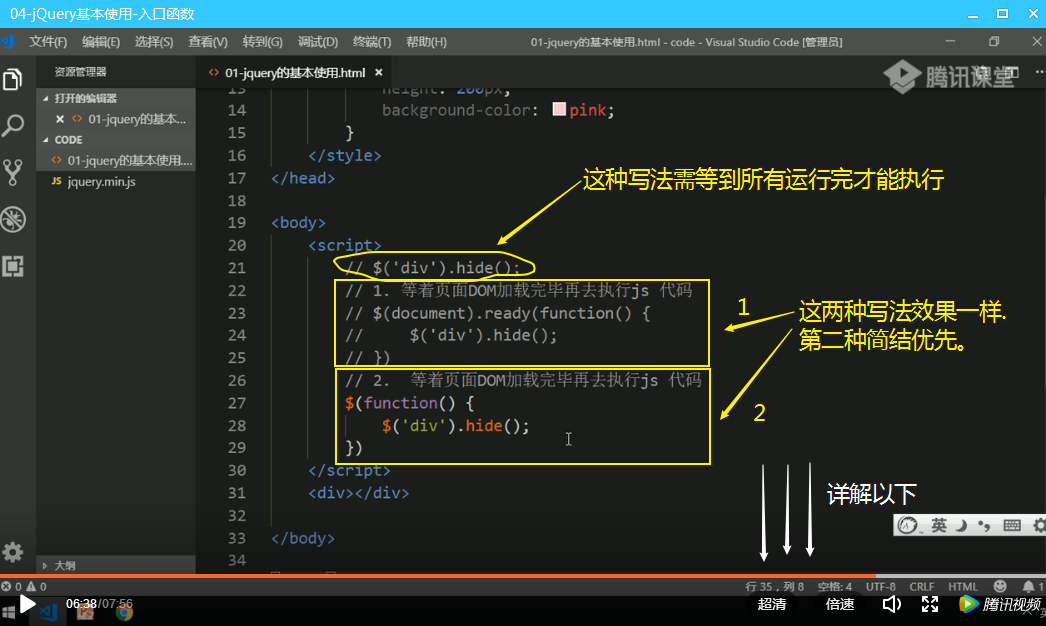 04-jQuery基本使用-入口函数
文件(F) 编辑(E) 选择(S) 查看(V) 转到(G) 调试(D) 终端(T) 帮助(H) 01-jquery的基本使用.html - code - Visual Studio Code [管理员]
资源管理器
01-jquery的基本使用.html ×
腾讯课堂
打开的编辑器
01-jquery的基本...
CODE
01-jquery的基本使用....
JS jquery.min.js
13 height: 200px;
14 background-color: pink;
15 }
16 </style>
17 </head>
18
19 <body>
20 <script>
21 // $('div').hide();
22 // 1. 等着页面DOM加载完毕再去执行js 代码
23 // $(document).ready(function() {
24 // $('div').hide();
25 // })
26 // 2. 等着页面DOM加载完毕再去执行js 代码
27 $(function() {
28 $('div').hide();
29 })
30 </script>
31 <div></div>
32
33 </body>
34
这种写法需等到所有运行完才能执行
1
这两种写法效果一样.
第二种简结优先。
2
详解以下
英
大纲
0 0 行 35，列 8 空格: 4 UTF-8 CRLF HTML 1
06:38/07:56 超清 倍速 腾讯视频